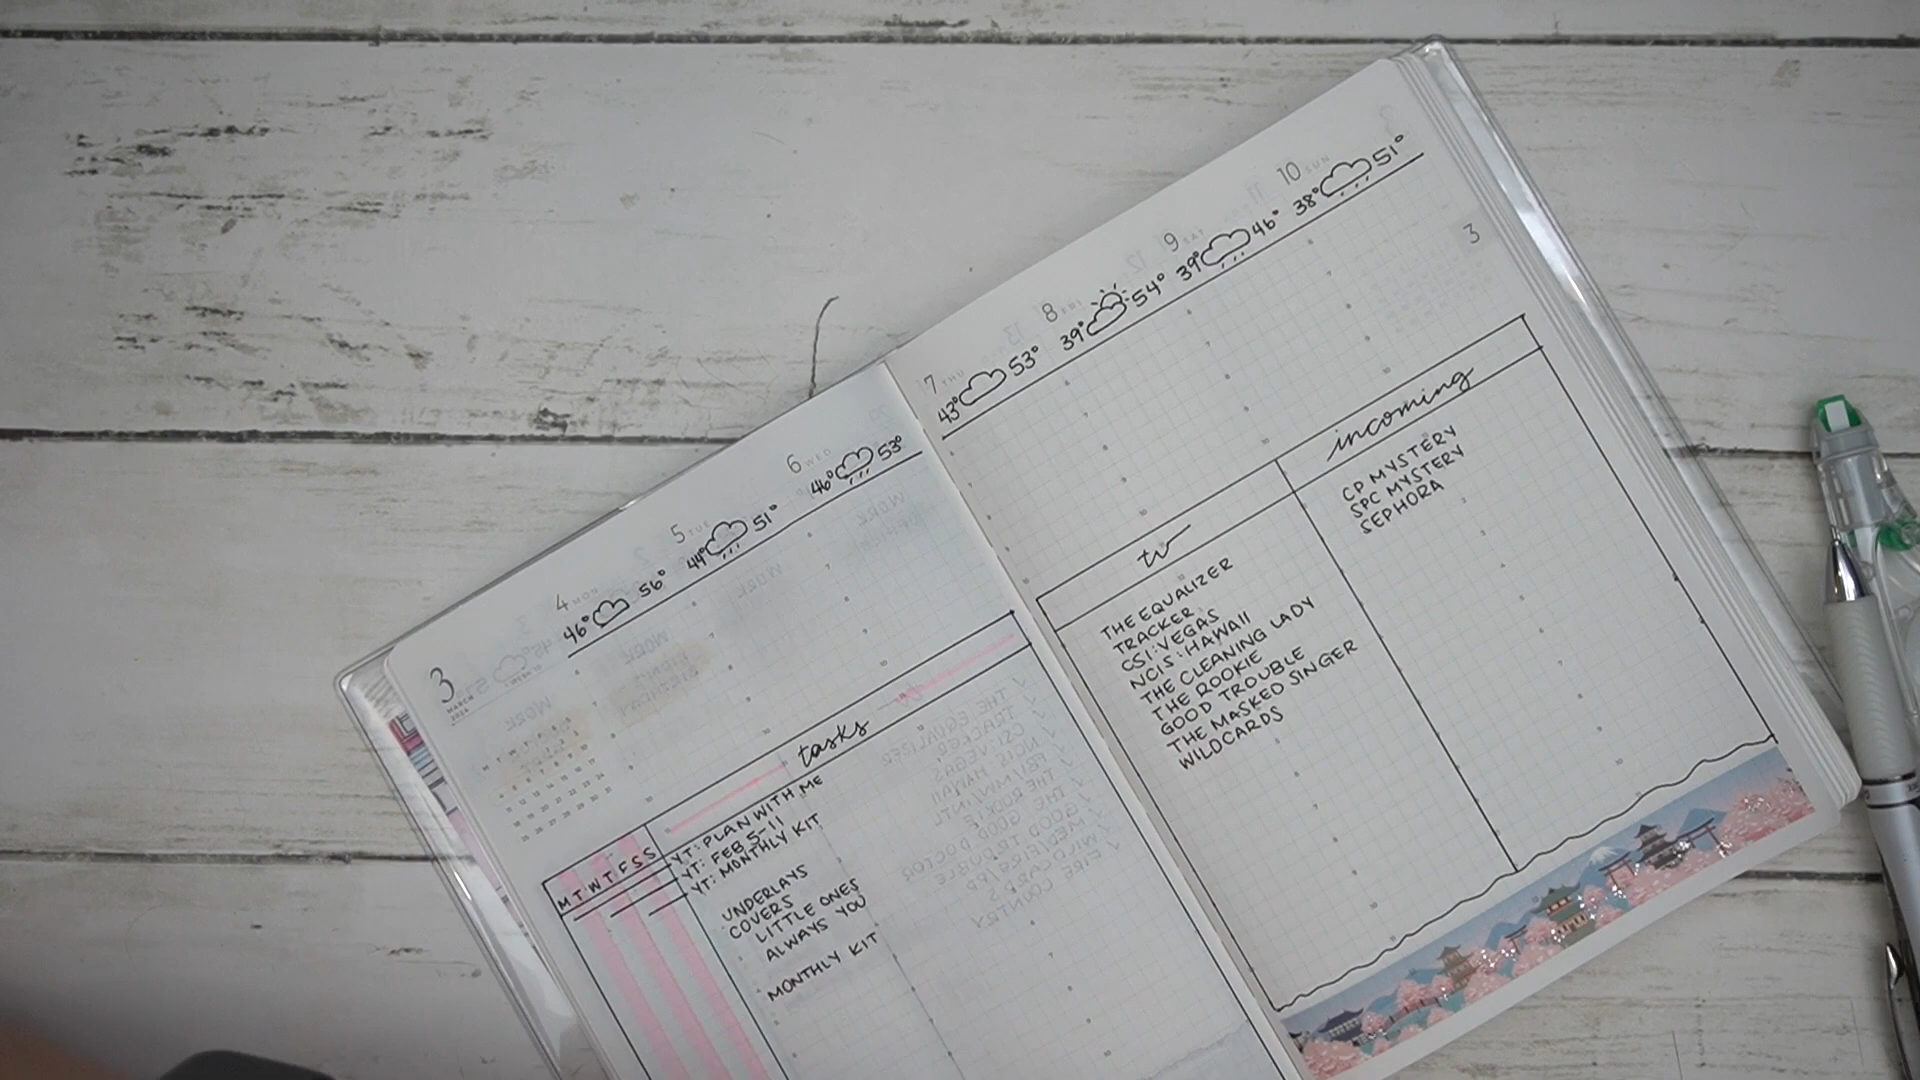 3
MARCH
2024
4 MON
46° 56°
5 TUE
44° 51°
6 WED
46° 53°
M T W T F S S
tasks
YT: PLAN WITH ME
YT: FEB 5-11
YT: MONTHLY KIT
UNDERLAYS
COVERS
LITTLE ONES
ALWAYS YOU
MONTHLY KIT
7 THU
43° 53°
8 FRI
39° 54°
9 SAT
39° 46°
10 SUN
38° 51°
3
tv
THE EQUALIZER
TRACKER
CSI: VEGAS
NCIS: HAWAII
THE CLEANING LADY
THE ROOKIE
GOOD TROUBLE
THE MASKED SINGER
WILDCARDS
incoming
CP MYSTERY
SPC MYSTERY
SEPHORA